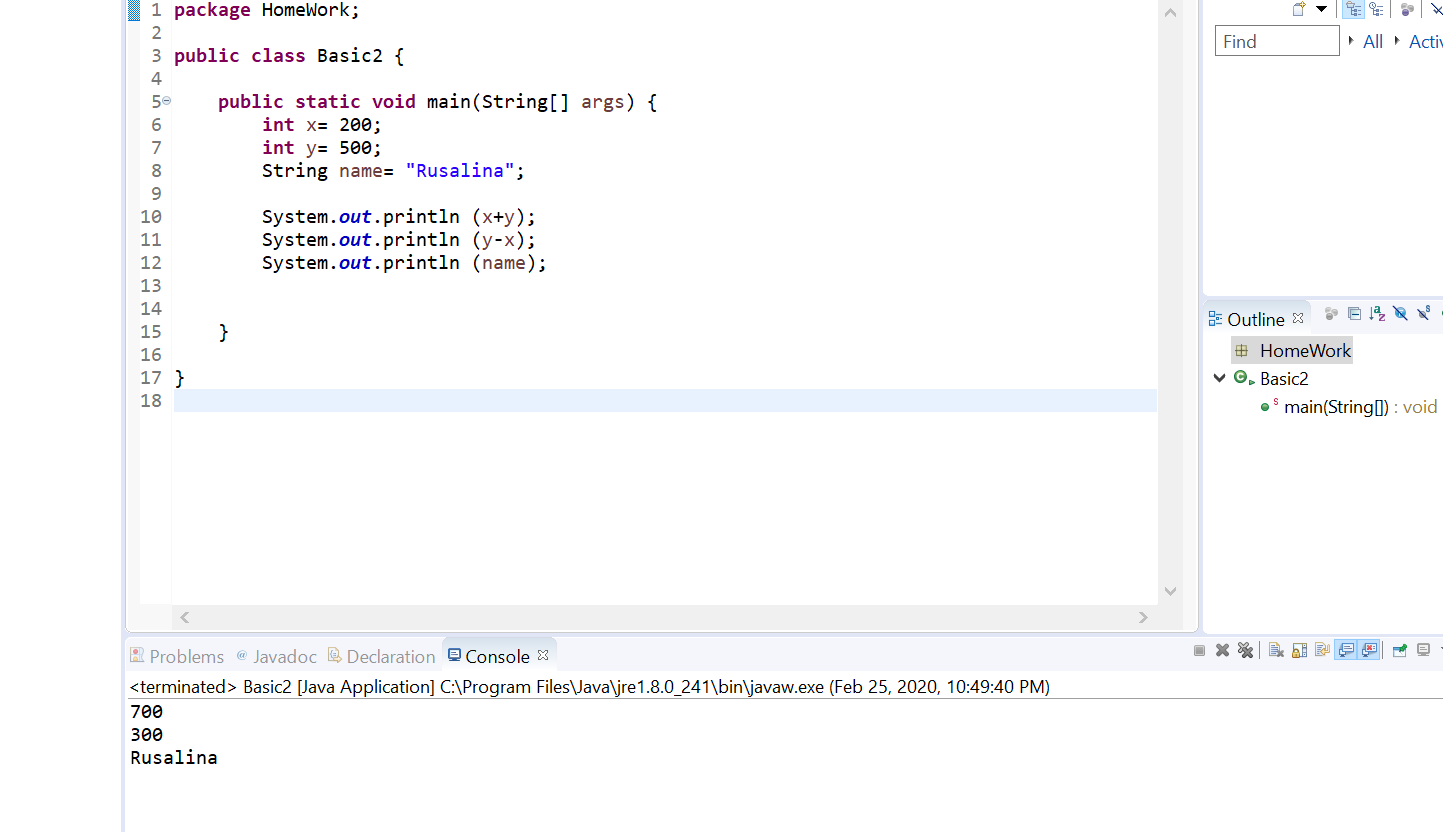 1 package HomeWork;
2
3 public class Basic2 {
4
5 public static void main(String[] args) {
6 int x= 200;
7 int y= 500;
8 String name= "Rusalina";
9
10 System.out.println (x+y);
11 System.out.println (y-x);
12 System.out.println (name);
13
14
15 }
16
17 }
18
Find All Activ
Outline
HomeWork
Basic2
main(String[]) : void
Problems @ Javadoc Declaration Console
<terminated> Basic2 [Java Application] C:\Program Files\Java\jre1.8.0_241\bin\javaw.exe (Feb 25, 2020, 10:49:40 PM)
700
300
Rusalina